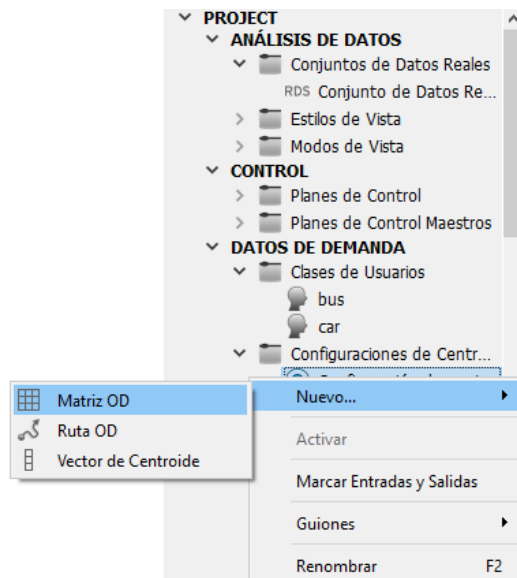 PROJECT
ANÁLISIS DE DATOS
Conjuntos de Datos Reales
RDS Conjunto de Datos Re...
Estilos de Vista
Modos de Vista
CONTROL
Planes de Control
Planes de Control Maestros
DATOS DE DEMANDA
Clases de Usuarios
bus
car
Configuraciones de Centr...
Matriz OD
Ruta OD
Vector de Centroide
Nuevo...
Activar
Marcar Entradas y Salidas
Guiones
Renombrar F2